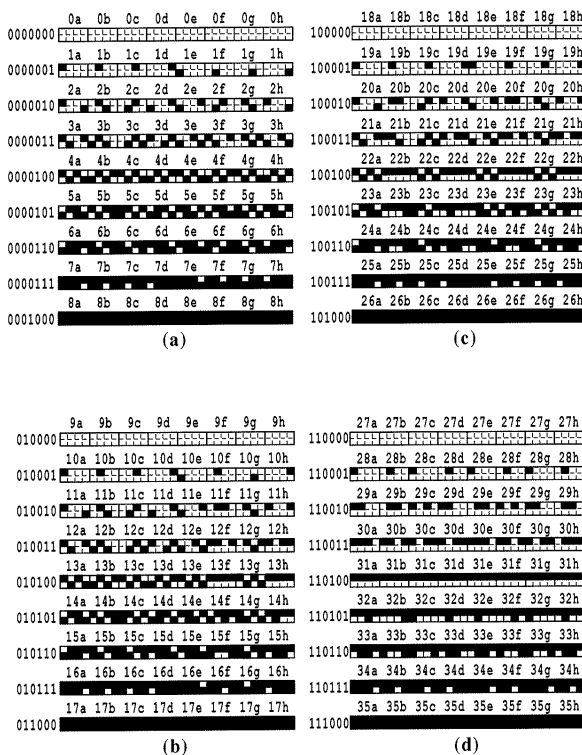 0a 0b 0c 0d 0e 0f 0g 0h
0000000
1a 1b 1c 1d 1e 1f 1g 1h
0000001
2a 2b 2c 2d 2e 2f 2g 2h
0000010
3a 3b 3c 3d 3e 3f 3g 3h
0000011
4a 4b 4c 4d 4e 4f 4g 4h
0000100
5a 5b 5c 5d 5e 5f 5g 5h
0000101
6a 6b 6c 6d 6e 6f 6g 6h
0000110
7a 7b 7c 7d 7e 7f 7g 7h
0000111
8a 8b 8c 8d 8e 8f 8g 8h
0001000
(a)
18a 18b 18c 18d 18e 18f 18g 18h
100000
19a 19b 19c 19d 19e 19f 19g 19h
100001
20a 20b 20c 20d 20e 20f 20g 20h
100010
21a 21b 21c 21d 21e 21f 21g 21h
100011
22a 22b 22c 22d 22e 22f 22g 22h
100100
23a 23b 23c 23d 23e 23f 23g 23h
100101
24a 24b 24c 24d 24e 24f 24g 24h
100110
25a 25b 25c 25d 25e 25f 25g 25h
100111
26a 26b 26c 26d 26e 26f 26g 26h
101000
(c)
9a 9b 9c 9d 9e 9f 9g 9h
010000
10a 10b 10c 10d 10e 10f 10g 10h
010001
11a 11b 11c 11d 11e 11f 11g 11h
010010
12a 12b 12c 12d 12e 12f 12g 12h
010011
13a 13b 13c 13d 13e 13f 13g 13h
010100
14a 14b 14c 14d 14e 14f 14g 14h
010101
15a 15b 15c 15d 15e 15f 15g 15h
010110
16a 16b 16c 16d 16e 16f 16g 16h
010111
17a 17b 17c 17d 17e 17f 17g 17h
011000
(b)
27a 27b 27c 27d 27e 27f 27g 27h
110000
28a 28b 28c 28d 28e 28f 28g 28h
110001
29a 29b 29c 29d 29e 29f 29g 29h
110010
30a 30b 30c 30d 30e 30f 30g 30h
110011
31a 31b 31c 31d 31e 31f 31g 31h
110100
32a 32b 32c 32d 32e 32f 32g 32h
110101
33a 33b 33c 33d 33e 33f 33g 33h
110110
34a 34b 34c 34d 34e 34f 34g 34h
110111
35a 35b 35c 35d 35e 35f 35g 35h
111000
(d)